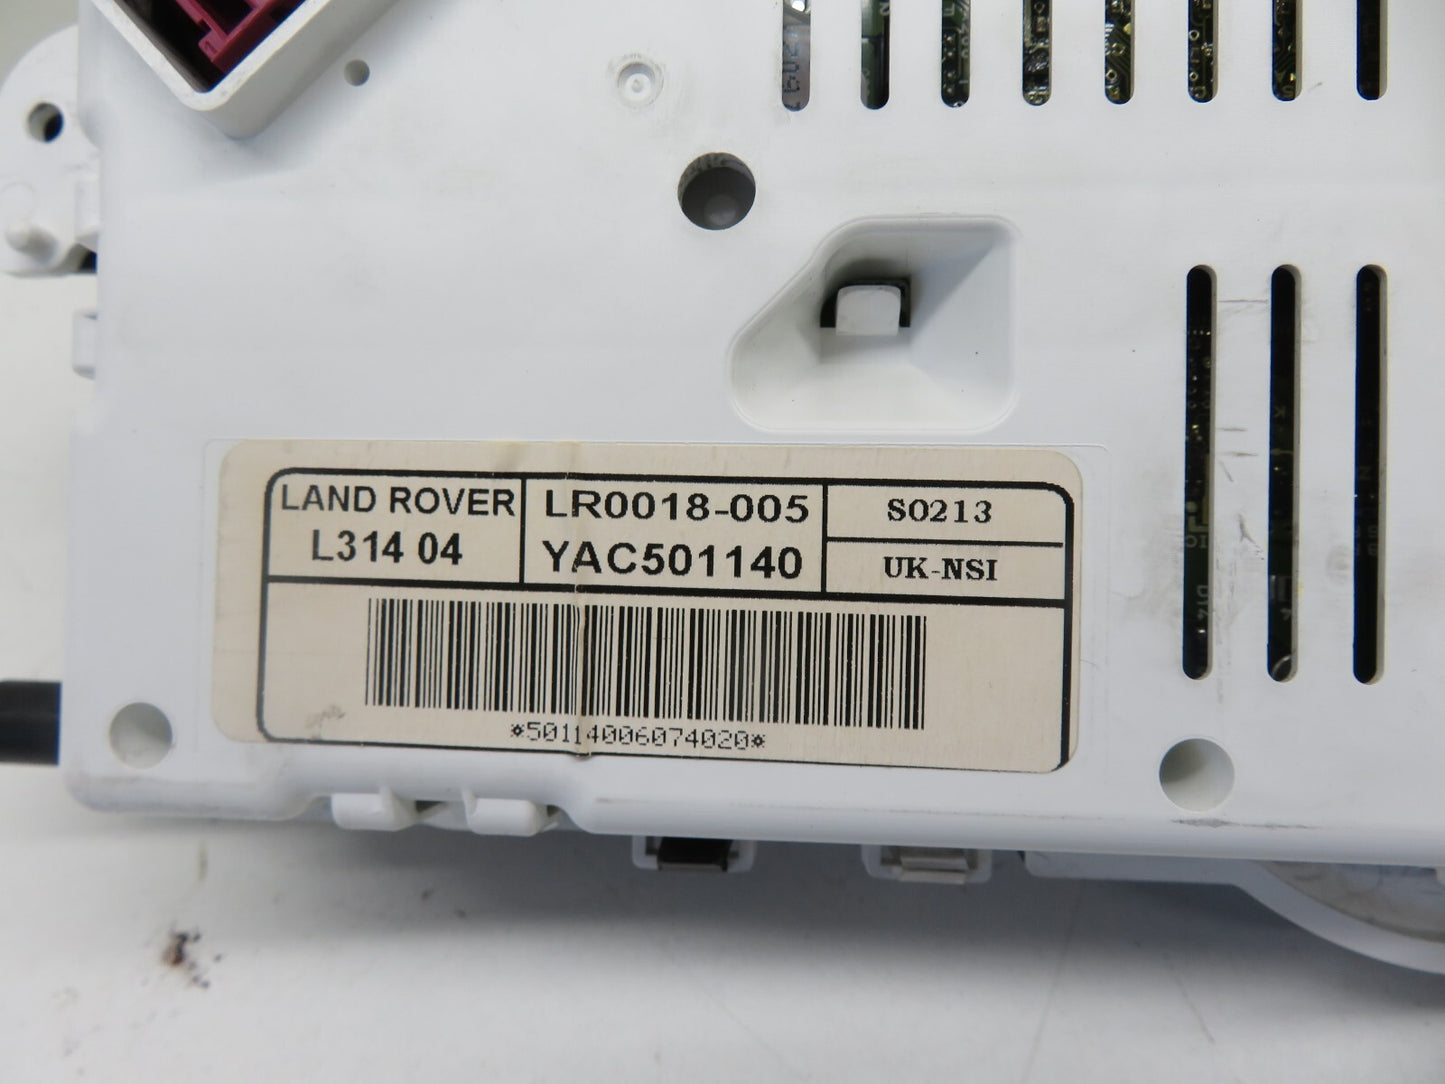 LAND ROVER
L314 04
LR0018-005
YAC501140
S0213
UK-NSI
*50114006074020*